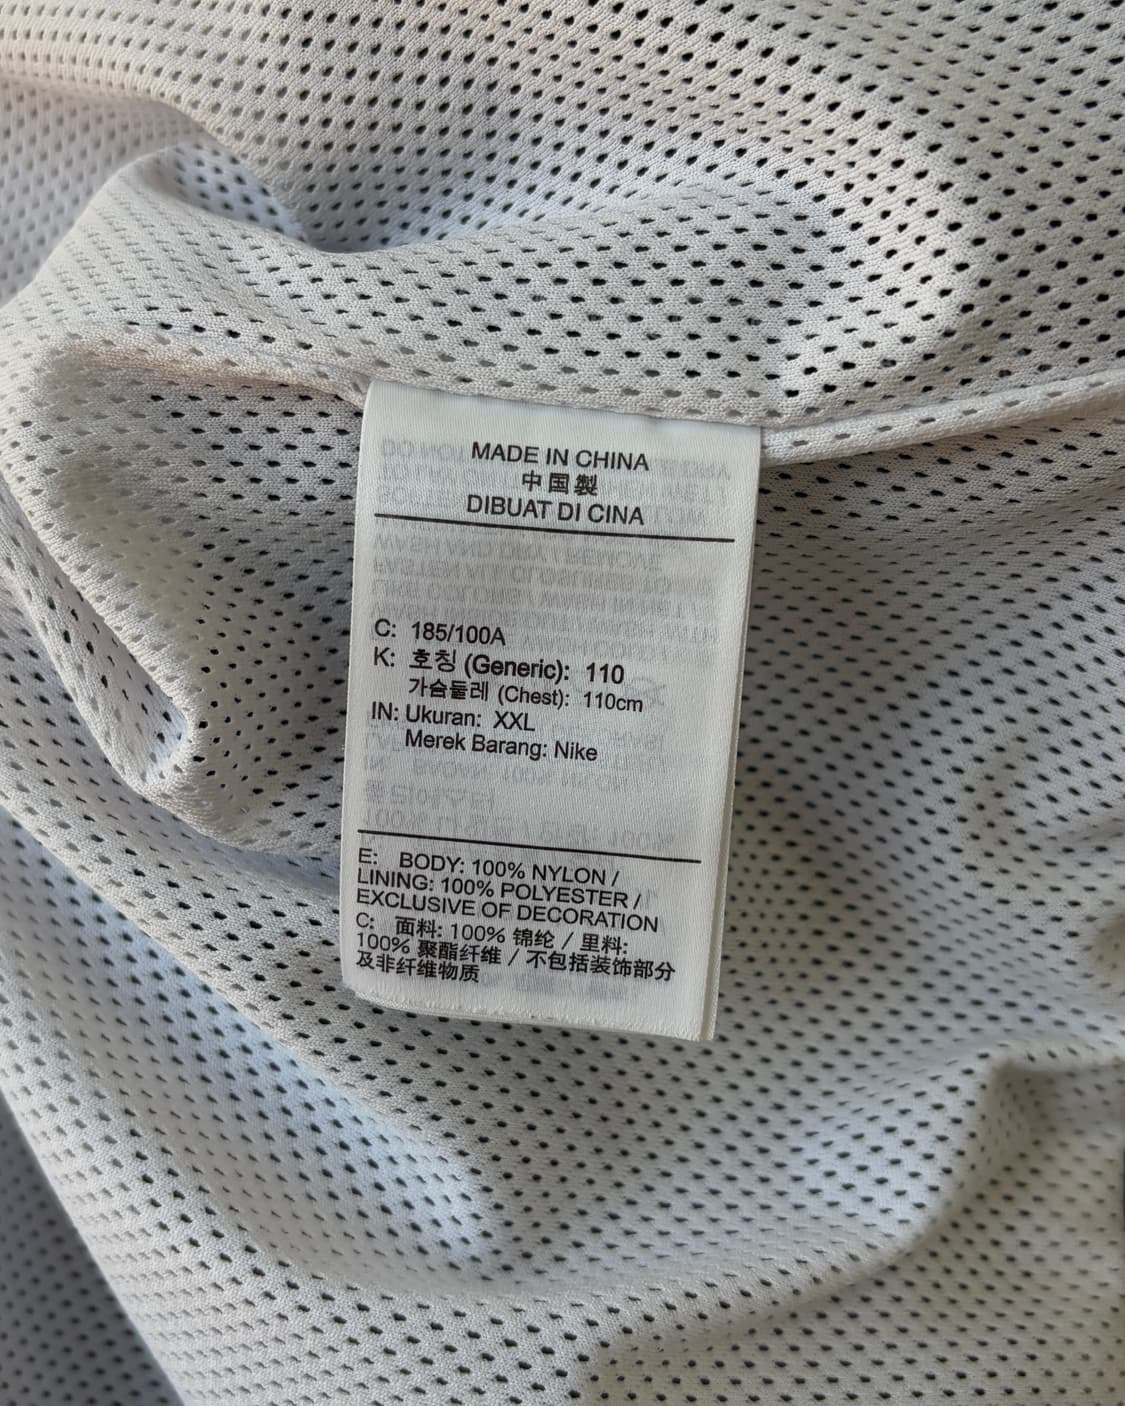 MADE IN CHINA
中国製
DIBUAT DI CINA
C: 185/100A
K: 호칭 (Generic): 110
가슴둘레 (Chest): 110cm
IN: Ukuran: XXL
Merek Barang: Nike
E: BODY: 100% NYLON /
LINING: 100% POLYESTER /
EXCLUSIVE OF DECORATION
C: 面料: 100% 锦纶 / 里料:
100% 聚酯纤维 / 不包括装饰部分
及非纤维物质